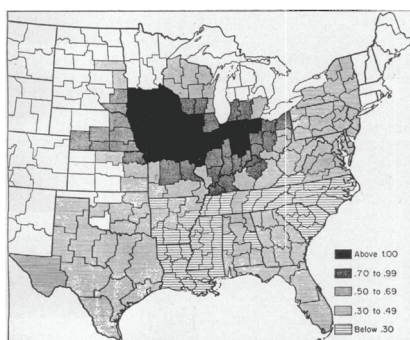 Above 1.00
.70 to .99
.50 to .69
.30 to .49
Below .30